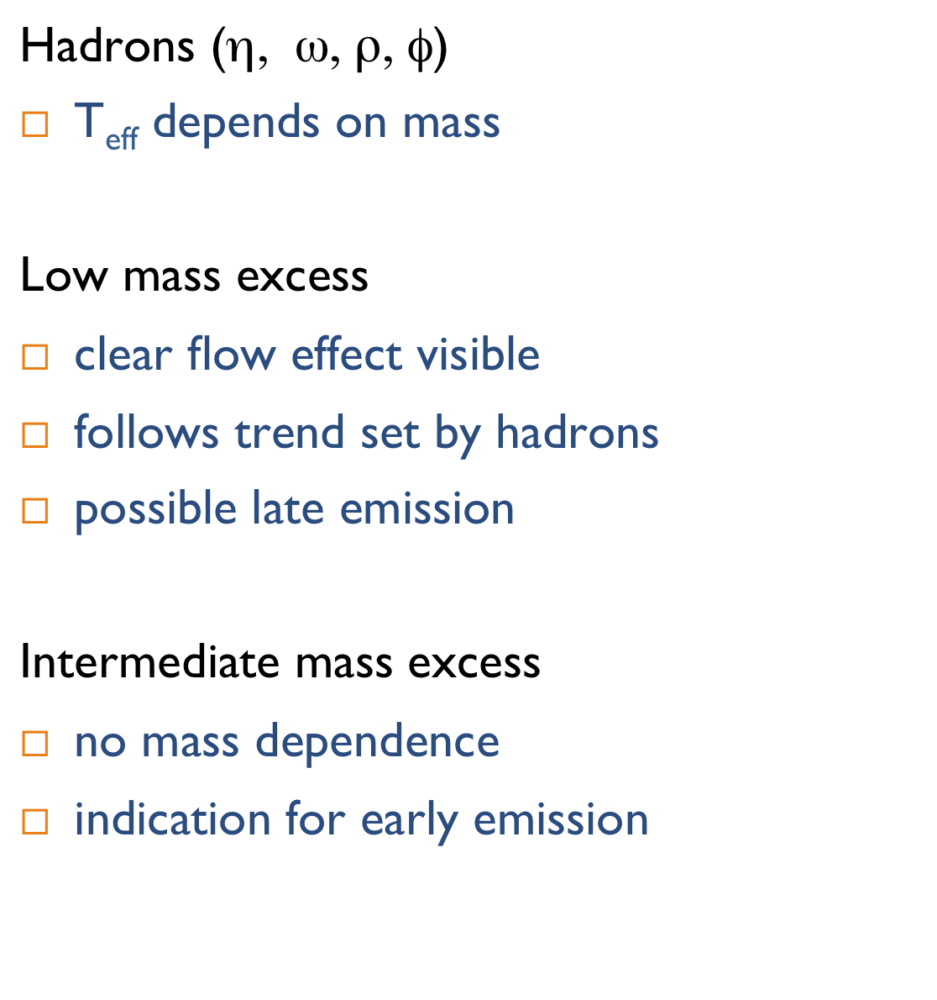 Hadrons (η, ω, ρ, ϕ)
T_eff depends on mass
Low mass excess
clear flow effect visible
follows trend set by hadrons
possible late emission
Intermediate mass excess
no mass dependence
indication for early emission